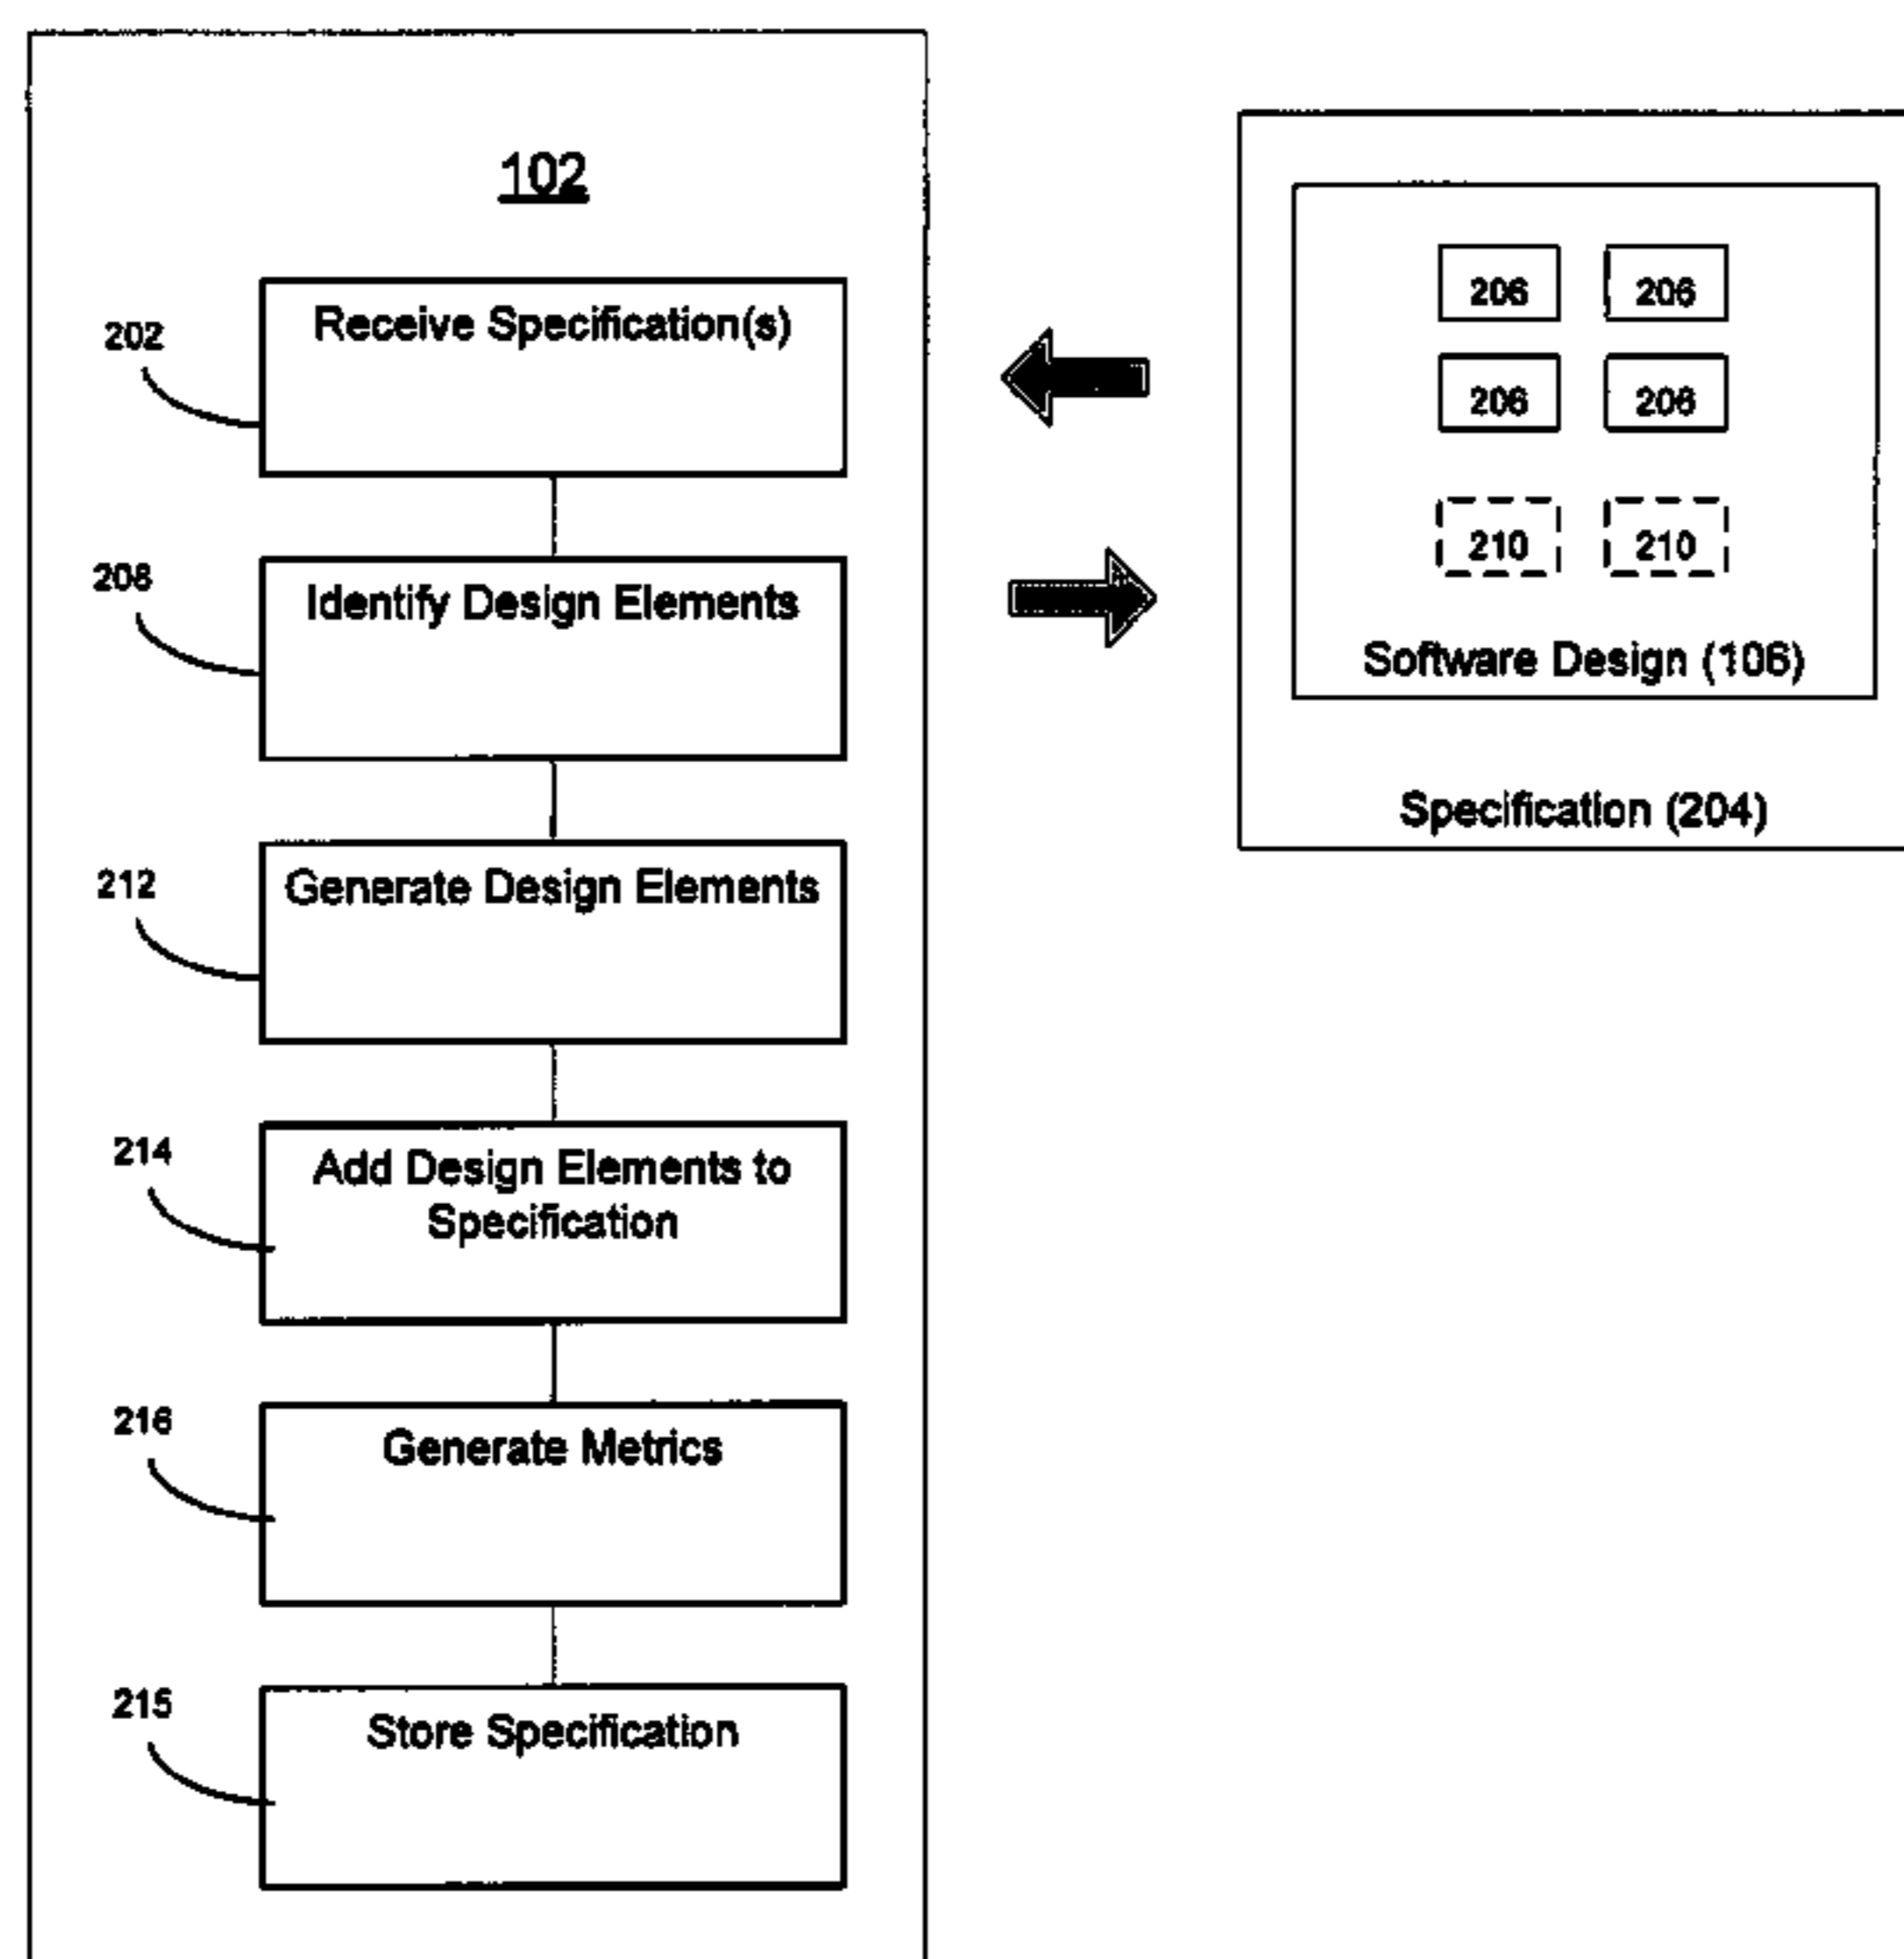 102
202
Receive Specification(s)
208
Identify Design Elements
212
Generate Design Elements
214
Add Design Elements to
Specification
216
Generate Metrics
215
Store Specification
206 206
206 206
210 210
Software Design (106)
Specification (204)